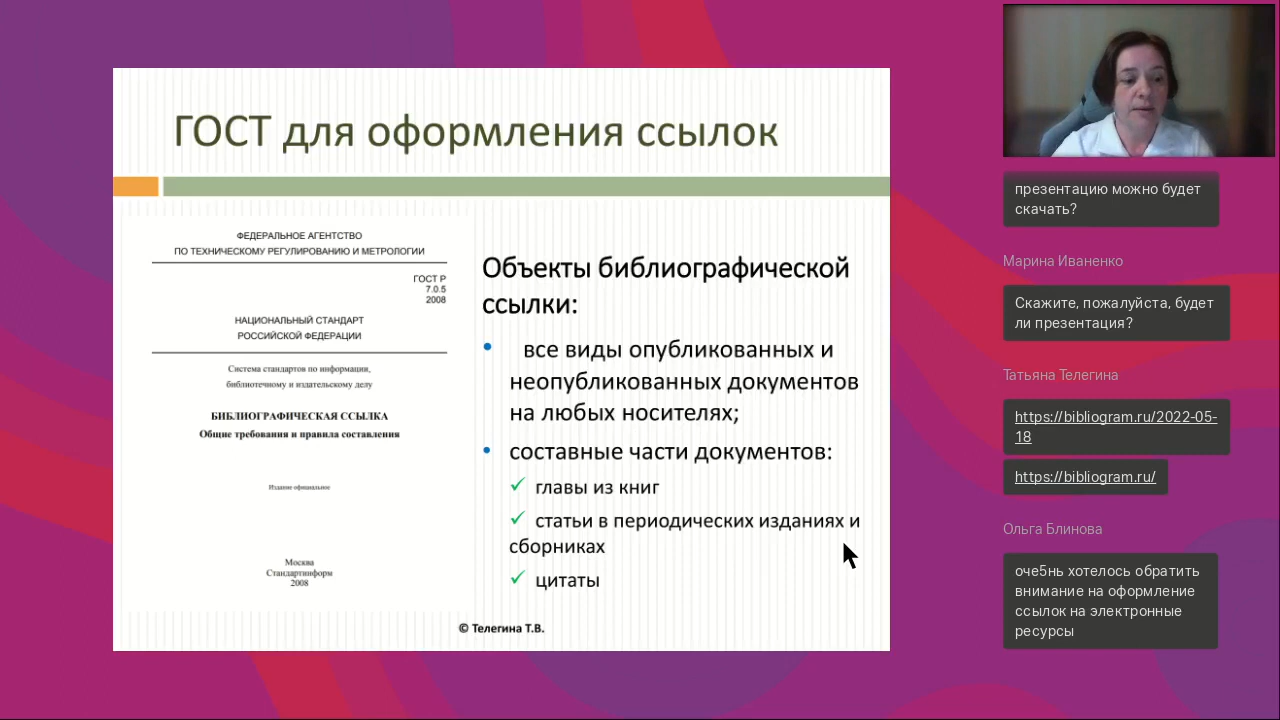 ГОСТ для оформления ссылок
ФЕДЕРАЛЬНОЕ АГЕНТСТВО
ПО ТЕХНИЧЕСКОМУ РЕГУЛИРОВАНИЮ И МЕТРОЛОГИИ
ГОСТ Р
7.0.5
2008
НАЦИОНАЛЬНЫЙ СТАНДАРТ
РОССИЙСКОЙ ФЕДЕРАЦИИ
Система стандартов по информации,
библиотечному и издательскому делу
БИБЛИОГРАФИЧЕСКАЯ ССЫЛКА
Общие требования и правила составления
Издание официальное
Москва
Стандартинформ
2008
Объекты библиографической
ссылки:
• все виды опубликованных и
неопубликованных документов
на любых носителях;
• составные части документов:
✓ главы из книг
✓ статьи в периодических изданиях и
сборниках
✓ цитаты
© Телегина Т.В.
презентацию можно будет
скачать?
Марина Иваненко
Скажите, пожалуйста, будет
ли презентация?
Татьяна Телегина
https://bibliogram.ru/2022-05-
18
https://bibliogram.ru/
Ольга Блинова
оче5нь хотелось обратить
внимание на оформление
ссылок на электронные
ресурсы